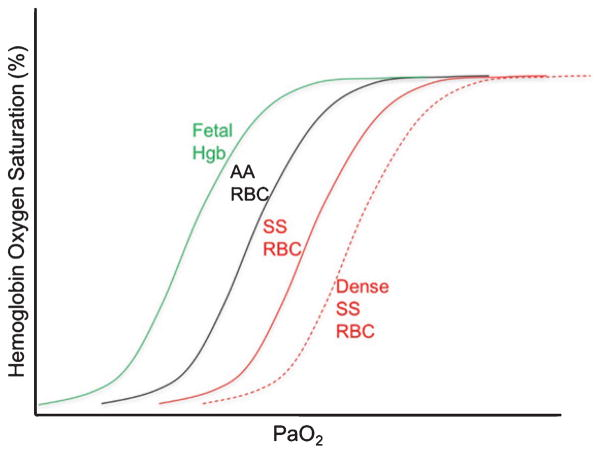 Hemoglobin Oxygen Saturation (%)
Fetal
Hgb
AA
RBC
SS
RBC
Dense
SS
RBC
PaO₂